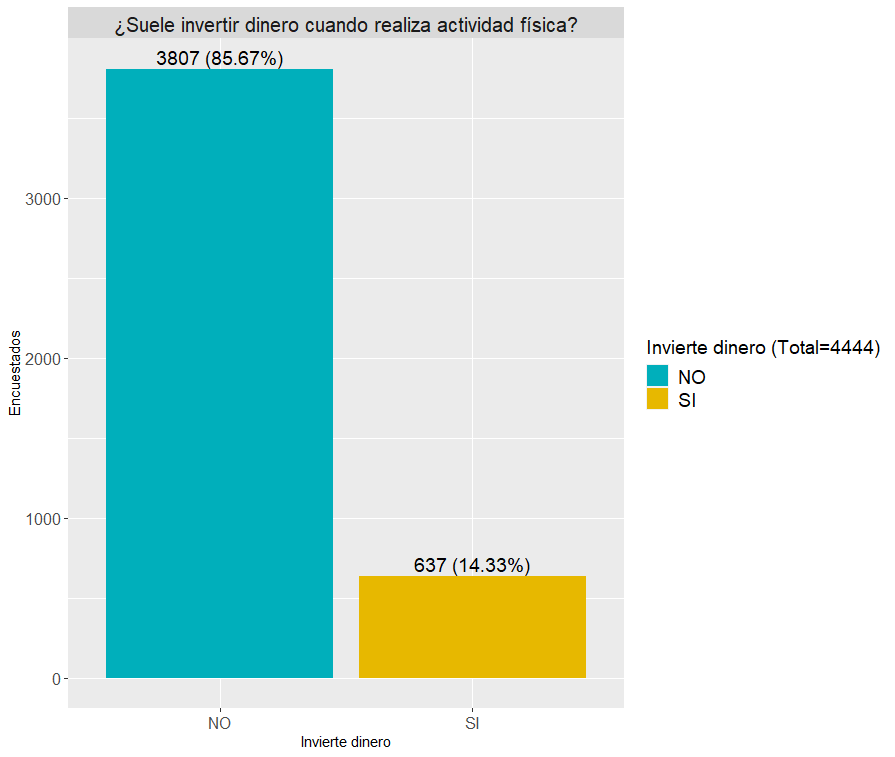 ¿Suele invertir dinero cuando realiza actividad física?
3807 (85.67%)
637 (14.33%)
3000
2000
1000
0
Encuestados
NO
SI
Invierte dinero
Invierte dinero (Total=4444)
NO
SI